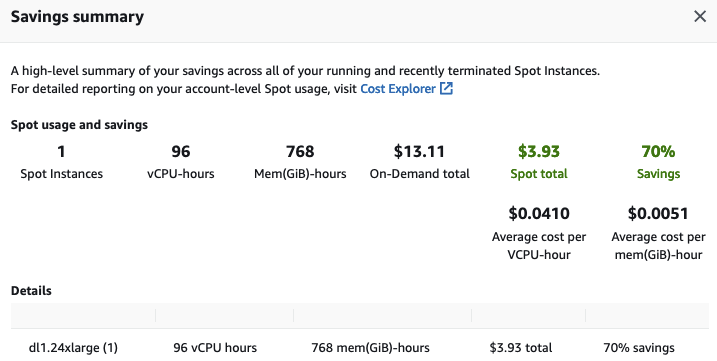 Savings summary
A high-level summary of your savings across all of your running and recently terminated Spot Instances.
For detailed reporting on your account-level Spot usage, visit Cost Explorer
Spot usage and savings
1 96 768 $13.11 $3.93 70%
Spot Instances vCPU-hours Mem(GiB)-hours On-Demand total Spot total Savings
$0.0410 $0.0051
Average cost per Average cost per
VCPU-hour mem(GiB)-hour
Details
dl1.24xlarge (1) 96 vCPU hours 768 mem(GiB)-hours $3.93 total 70% savings